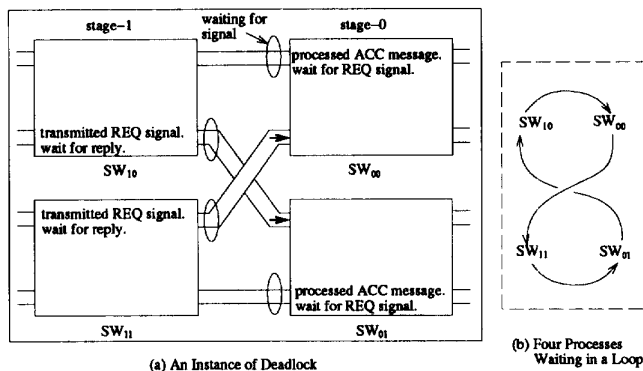 stage-1
waiting for
signal
stage-0
processed ACC message.
wait for REQ signal.
transmitted REQ signal.
wait for reply.
SW10
SW00
transmitted REQ signal.
wait for reply.
processed ACC message.
wait for REQ signal.
SW11
SW01
(a) An Instance of Deadlock
SW10
SW00
SW11
SW01
(b) Four Processes
Waiting in a Loop